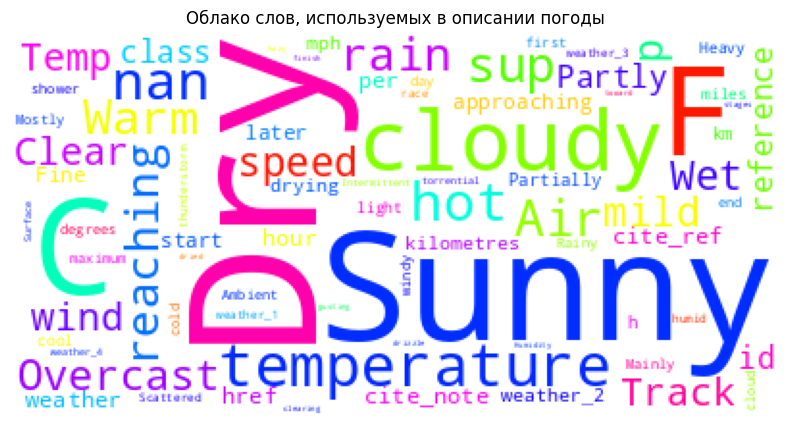 Облако слов, используемых в описании погоды
Temp class nan rain mph sup Partly first weather_3 Heavy p
shower Warm per day race approaching F miles stages reference
Mostly Clear later speed cloudy Wet km
Fine reaching thunderstorm drying Intermittent torrential Partially end
Surface C degrees start Dry light hot Air mild
maximum hour kilometres Rainy cite_ref
wind cold dried Ambient weather_1 gusting Sunny windy h humid
cool weather_4 drizzle Humidity
Overcast temperature Mainly id
weather Scattered href clearing cite_note weather_2 Track cloud
finish
toward